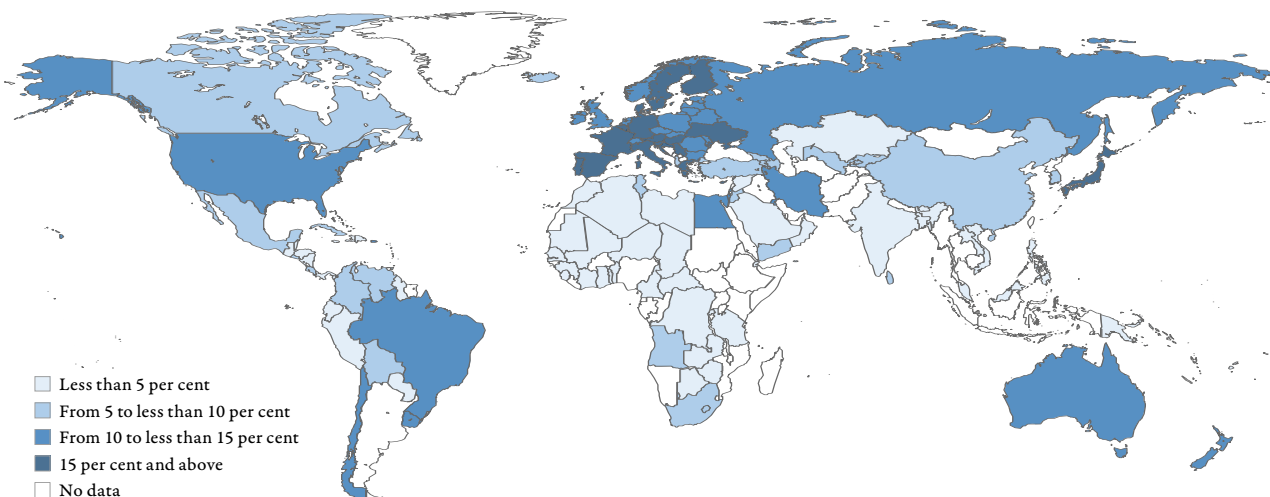 Less than 5 per cent
From 5 to less than 10 per cent
From 10 to less than 15 per cent
15 per cent and above
No data